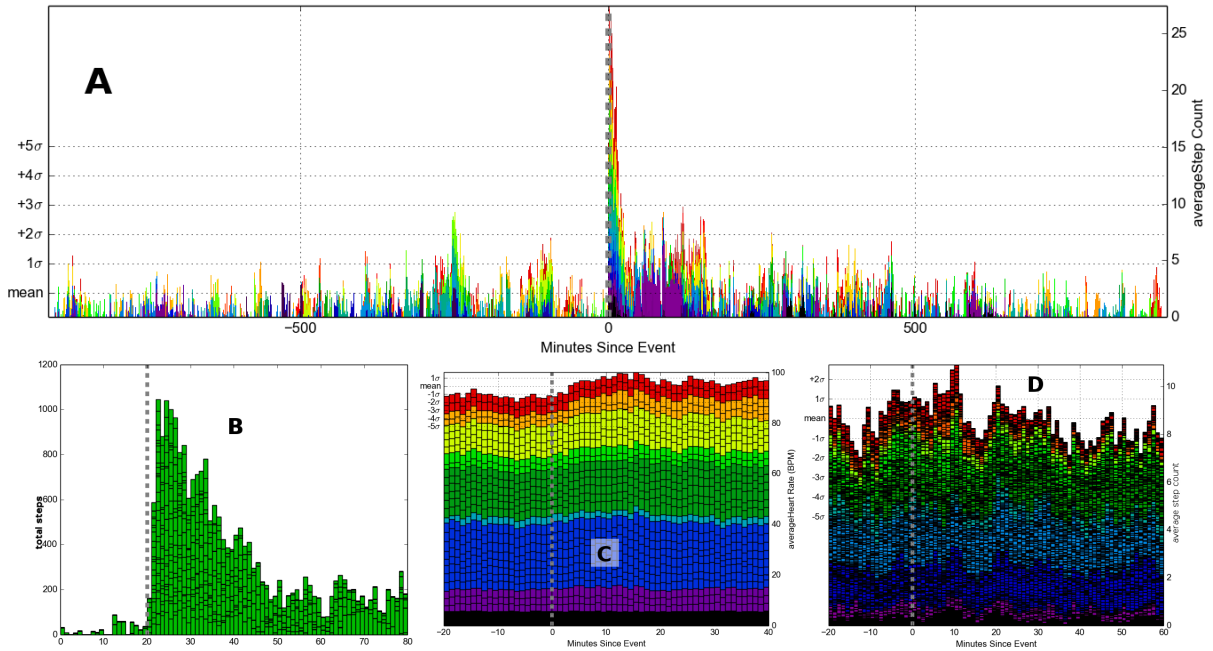 A
+5σ
+4σ
+3σ
+2σ
1σ
mean
25
20
15
10
5
0
averageStep Count
−500 0 500
Minutes Since Event
B
total steps
1200
1000
800
600
400
200
0
0 10 20 30 40 50 60 70 80
C
1σ
mean
-1σ
-2σ
-3σ
-4σ
-5σ
100
80
60
40
20
0
averageHeart Rate (BPM)
−20 −10 0 10 20 30 40
Minutes Since Event
D
+2σ
1σ
mean
-1σ
-2σ
-4σ
-5σ
10
8
6
4
2
0
average step count
−20 −10 0 10 20 30 40 50 60
Minutes Since Event